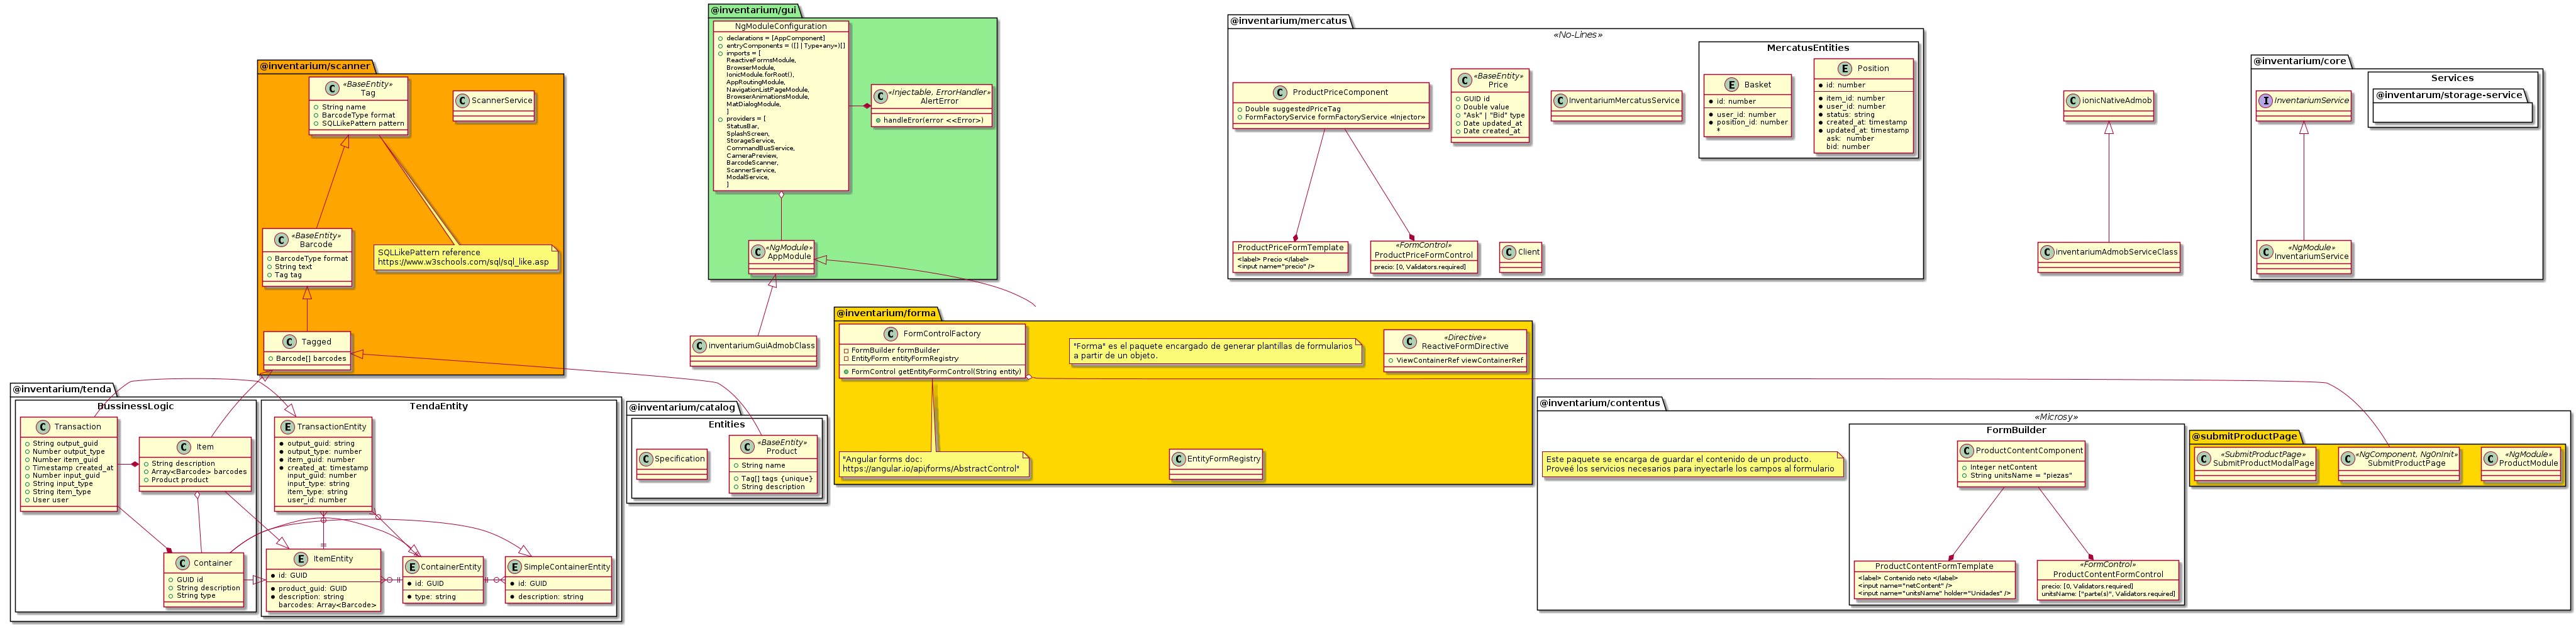 @inventarium/scanner
«BaseEntity»
Tag
String name
BarcodeType format
SQLLikePattern pattern
ScannerService
«BaseEntity»
Barcode
BarcodeType format
String text
Tag tag
SQLLikePattern reference
https://www.w3schools.com/sql/sql_like.asp
Tagged
Barcode[] barcodes
@inventarium/gui
NgModuleConfiguration
declarations = [AppComponent]
entryComponents = ([] | Type<any>)[]
imports = [
ReactiveFormsModule,
BrowserModule,
IonicModule.forRoot(),
AppRoutingModule,
NavigationListPageModule,
BrowserAnimationsModule,
MatDialogModule,
]
providers = [
StatusBar,
SplashScreen,
StorageService,
CommandBusService,
CameraPreview,
BarcodeScanner,
ScannerService,
ModalService,
]
«Injectable, ErrorHandler»
AlertError
handleEror(error <<Error>)
«NgModule»
AppModule
inventariumGuiAdmobClass
@inventarium/mercatus
«No-Lines»
ProductPriceComponent
Double suggestedPriceTag
FormFactoryService formFactoryService «Injector»
«BaseEntity»
Price
GUID id
Double value
"Ask" | "Bid" type
Date updated_at
Date created_at
InventariumMercatusService
MercatusEntities
Basket
id: number
user_id: number
position_id: number
*
Position
id: number
item_id: number
user_id: number
status: string
created_at: timestamp
updated_at: timestamp
ask: number
bid: number
ProductPriceFormTemplate
<label> Precio </label>
<input name="precio" />
«FormControl»
ProductPriceFormControl
precio: [0, Validators.required]
Client
ionicNativeAdmob
inventariumAdmobServiceClass
@inventarium/core
InventariumService
Services
@inventarum/storage-service
«NgModule»
InventariumService
@inventarium/tenda
BussinessLogic
Transaction
String output_guid
Number output_type
Number item_guid
Timestamp created_at
Number input_guid
String input_type
String item_type
User user
Item
String description
Array<Barcode> barcodes
Product product
Container
GUID id
String description
String type
TendaEntity
TransactionEntity
output_guid: string
output_type: number
item_guid: number
created_at: timestamp
input_guid: number
input_type: string
item_type: string
user_id: number
ItemEntity
id: GUID
product_guid: GUID
description: string
barcodes: Array<Barcode>
ContainerEntity
id: GUID
type: string
SimpleContainerEntity
id: GUID
description: string
@inventarium/catalog
Entities
Specification
«BaseEntity»
Product
String name
Tag[] tags {unique}
String description
@inventarium/forma
FormControlFactory
FormBuilder formBuilder
EntityForm entityFormRegistry
FormControl getEntityFormControl(String entity)
"Forma" es el paquete encargado de generar plantillas de formularios
a partir de un objeto.
«Directive»
ReactiveFormDirective
ViewContainerRef viewContainerRef
"Angular forms doc:
https://angular.io/api/forms/AbstractControl"
EntityFormRegistry
@inventarium/contentus
«Microsy»
Este paquete se encarga de guardar el contenido de un producto.
Proveé los servicios necesarios para inyectarle los campos al formulario
FormBuilder
ProductContentComponent
Integer netContent
String unitsName = "piezas"
ProductContentFormTemplate
<label> Contenido neto </label>
<input name="netContent" />
<input name="unitsName" holder="Unidades" />
«FormControl»
ProductContentFormControl
precio: [0, Validators.required]
unitsName: ["parte(s)", Validators.required]
@submitProductPage
«SubmitProductPage»
SubmitProductModalPage
«NgComponent, NgOnInit»
SubmitProductPage
«NgModule»
ProductModule